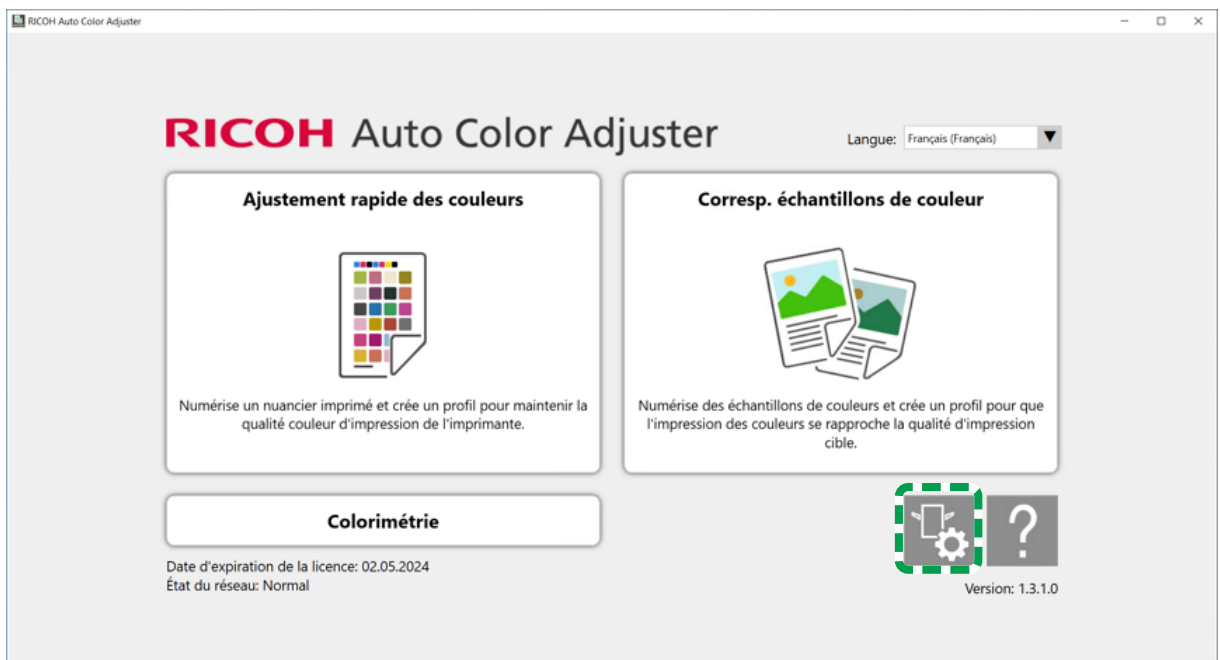 RICOH Auto Color Adjuster
RICOH Auto Color Adjuster
Langue: Français (Français)
Ajustement rapide des couleurs
Numérise un nuancier imprimé et crée un profil pour maintenir la
qualité couleur d'impression de l'imprimante.
Corresp. échantillons de couleur
Numérise des échantillons de couleurs et crée un profil pour que
l'impression des couleurs se rapproche la qualité d'impression
cible.
Colorimétrie
?
Date d'expiration de la licence: 02.05.2024
État du réseau: Normal
Version: 1.3.1.0